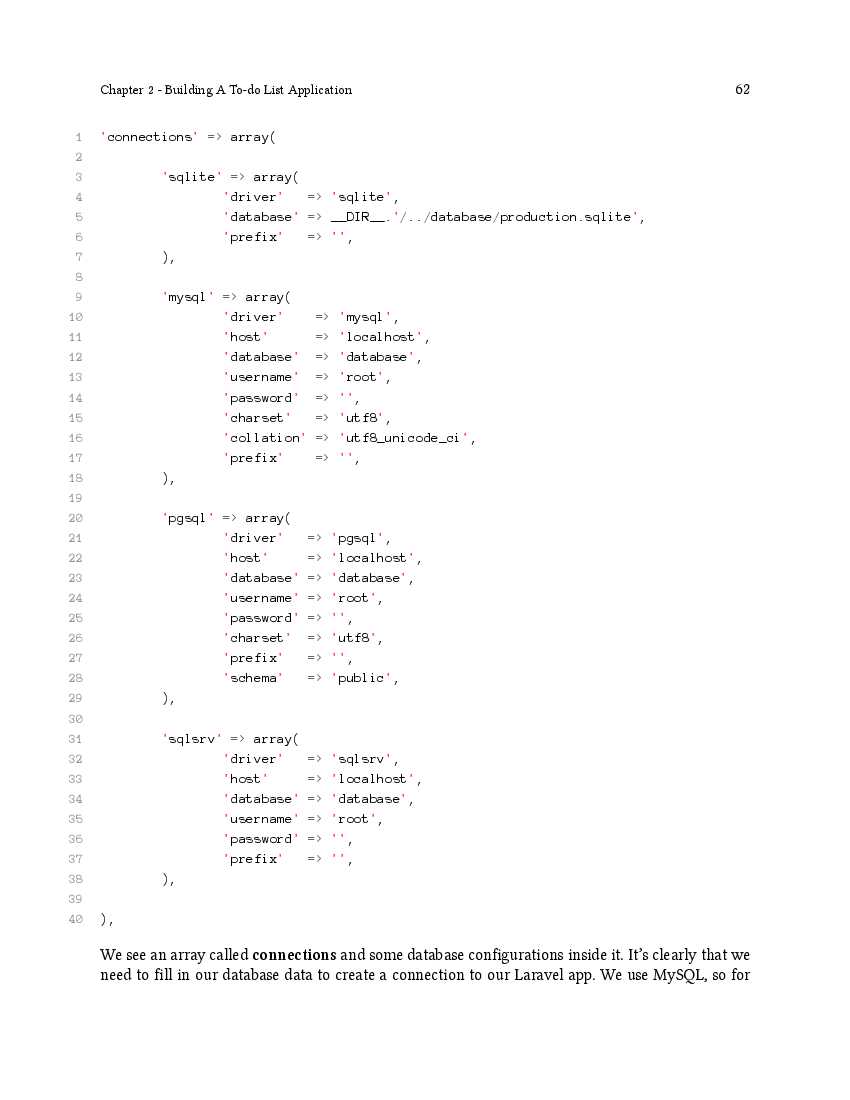 Chapter 2 - Building A To-do List Application 62
1 'connections' => array(
2
3         'sqlite' => array(
4                 'driver'   => 'sqlite',
5                 'database' => __DIR__.'/../database/production.sqlite',
6                 'prefix'   => '',
7         ),
8
9         'mysql' => array(
10                 'driver'    => 'mysql',
11                 'host'      => 'localhost',
12                 'database'  => 'database',
13                 'username'  => 'root',
14                 'password'  => '',
15                 'charset'   => 'utf8',
16                 'collation' => 'utf8_unicode_ci',
17                 'prefix'    => '',
18         ),
19
20         'pgsql' => array(
21                 'driver'   => 'pgsql',
22                 'host'     => 'localhost',
23                 'database' => 'database',
24                 'username' => 'root',
25                 'password' => '',
26                 'charset'  => 'utf8',
27                 'prefix'   => '',
28                 'schema'   => 'public',
29         ),
30
31         'sqlsrv' => array(
32                 'driver'   => 'sqlsrv',
33                 'host'     => 'localhost',
34                 'database' => 'database',
35                 'username' => 'root',
36                 'password' => '',
37                 'prefix'   => '',
38         ),
39
40 ),
We see an array called connections and some database configurations inside it. It's clearly that we
need to fill in our database data to create a connection to our Laravel app. We use MySQL, so for